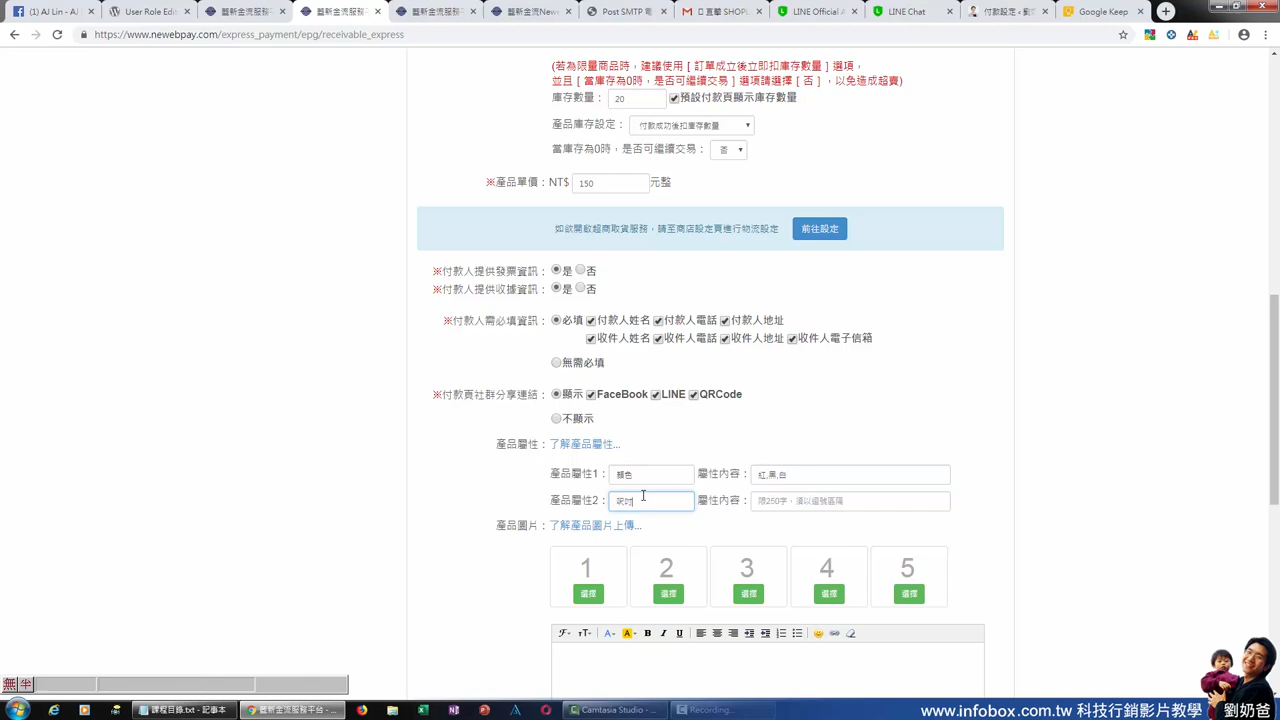 (1) AJ Lin - AJ
User Role Edit
藍新金流服務平
藍新金流服務平
藍新金流服務平
藍新金流New
Post SMTP 電
直擊 SHOPL
LINE Official A
LINE Chat
付款設定 ‹ 劉
Google Keep
https://www.newebpay.com/express_payment/epg/receivable_express
(若為限量商品時，建議使用 [ 訂單成立後立即扣庫存數量 ] 選項，
並且 [ 當庫存為0時，是否可繼續交易 ] 選項請選擇 [ 否 ] ，以免造成超賣)
庫存數量： 20 預設付款頁顯示庫存數量
產品庫存設定： 付款成功後扣庫存數量
當庫存為0時，是否可繼續交易： 否
※產品單價：NT$ 150 元整
如欲開啟超商取貨服務，請至商店設定頁進行物流設定 前往設定
※付款人提供發票資訊： 是 否
※付款人提供收據資訊： 是 否
※付款人需必填資訊： 必填 付款人姓名 付款人電話 付款人地址
收件人姓名 收件人電話 收件人地址 收件人電子信箱
無需必填
※付款頁社群分享連結： 顯示 FaceBook LINE QRCode
不顯示
產品屬性： 了解產品屬性...
產品屬性1： 顏色 屬性內容： 紅,黑,白
產品屬性2： 呎吋 屬性內容： 限250字，須以逗號區隔
產品圖片： 了解產品圖片上傳...
1 2 3 4 5
選擇 選擇 選擇 選擇 選擇
B I U
無 半
課程目錄.txt - 記事本
藍新金流服務平台 -...
Camtasia Studio - ...
Recording...
www.infobox.com.tw 科技行銷影片教學 劉奶爸